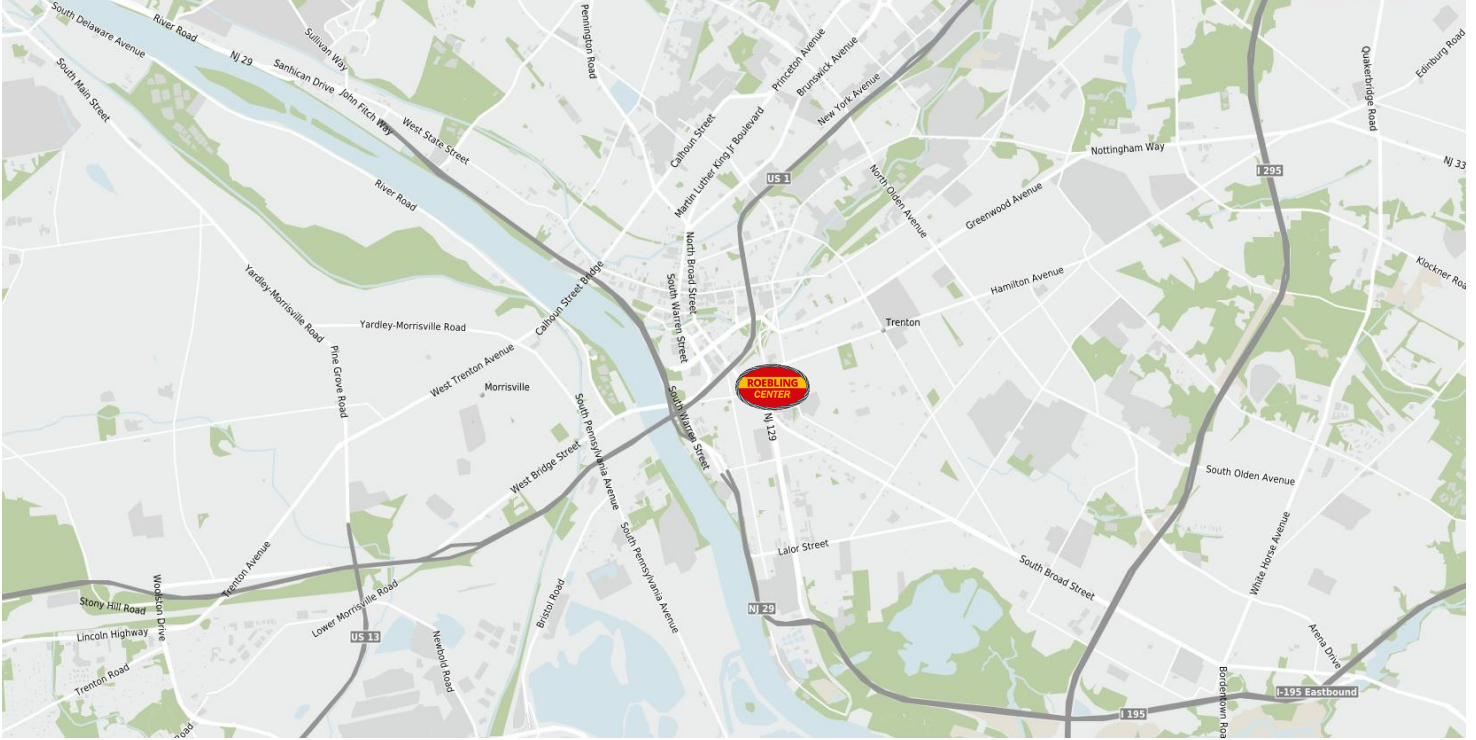 South Delaware Avenue
River Road
NJ 29
Sullivan Way
Sanhican Drive
John Fitch Way
West State Street
South Main Street
Pennington Road
Princeton Avenue
Brunswick Avenue
New York Avenue
Calhoun Street
Martin Luther King Jr Boulevard
US 1
North Olden Avenue
Nottingham Way
Greenwood Avenue
I 295
Quakerbridge Road
Edinburg Road
NJ 33
Klockner Roa
River Road
Yardley-Morrisville Road
Yardley-Morrisville Road
Calhoun Street Bridge
North Broad Street
South Warren Street
Hamilton Avenue
Trenton
West Trenton Avenue
Pine Grove Road
Morrisville
ROEBLING
CENTER
NJ 129
South Warren Street
South Pennsylvania Avenue
West Bridge Street
South Olden Avenue
White Horse Avenue
Lalor Street
South Broad Street
South Pennsylvania Avenue
Trenton Avenue
Woolston Drive
Stony Hill Road
Lincoln Highway
Lower Morrisville Road
US 13
Bristol Road
Newbold Road
NJ 29
Trenton Road
Road
Arena Drive
I-195 Eastbound
I 195
Bordentown Roa